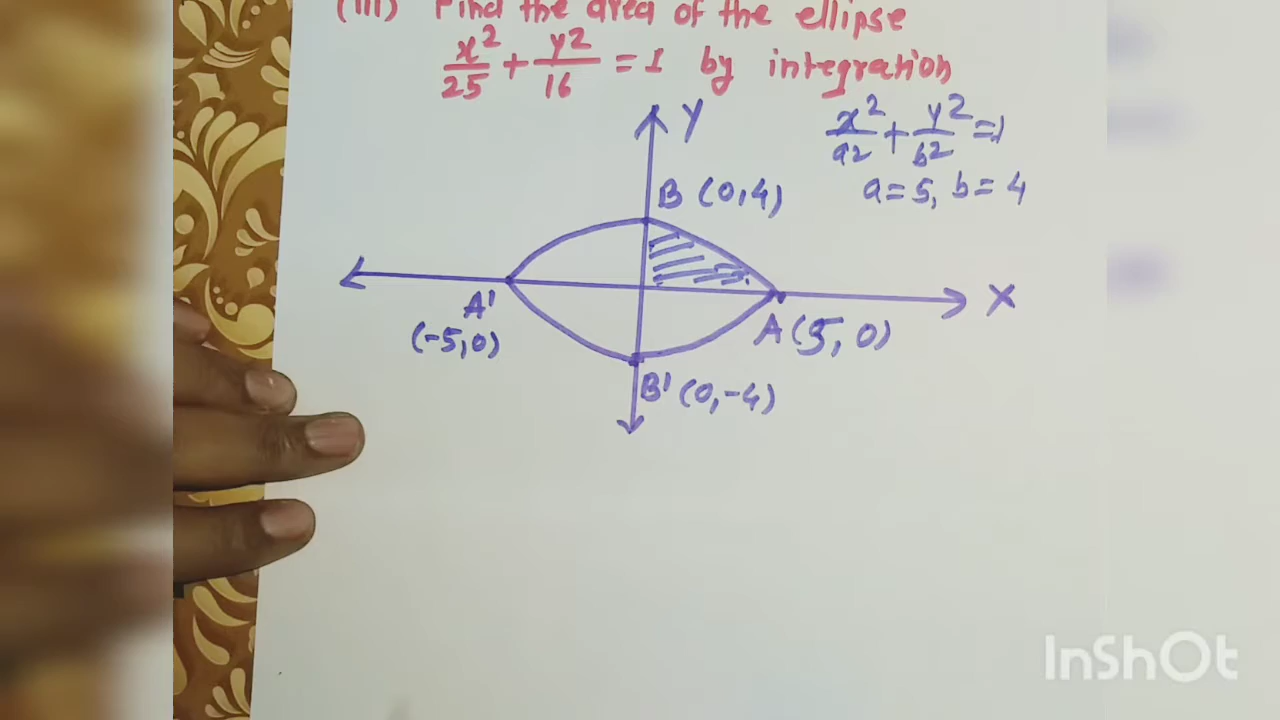 (iii) Find the area of the ellipse
x²/25 + y²/16 = 1 by integration
x²/a² + y²/b² = 1
a = 5, b = 4
Y
B (0,4)
X
A'
(-5,0)
A (5,0)
B' (0,-4)
InShOt